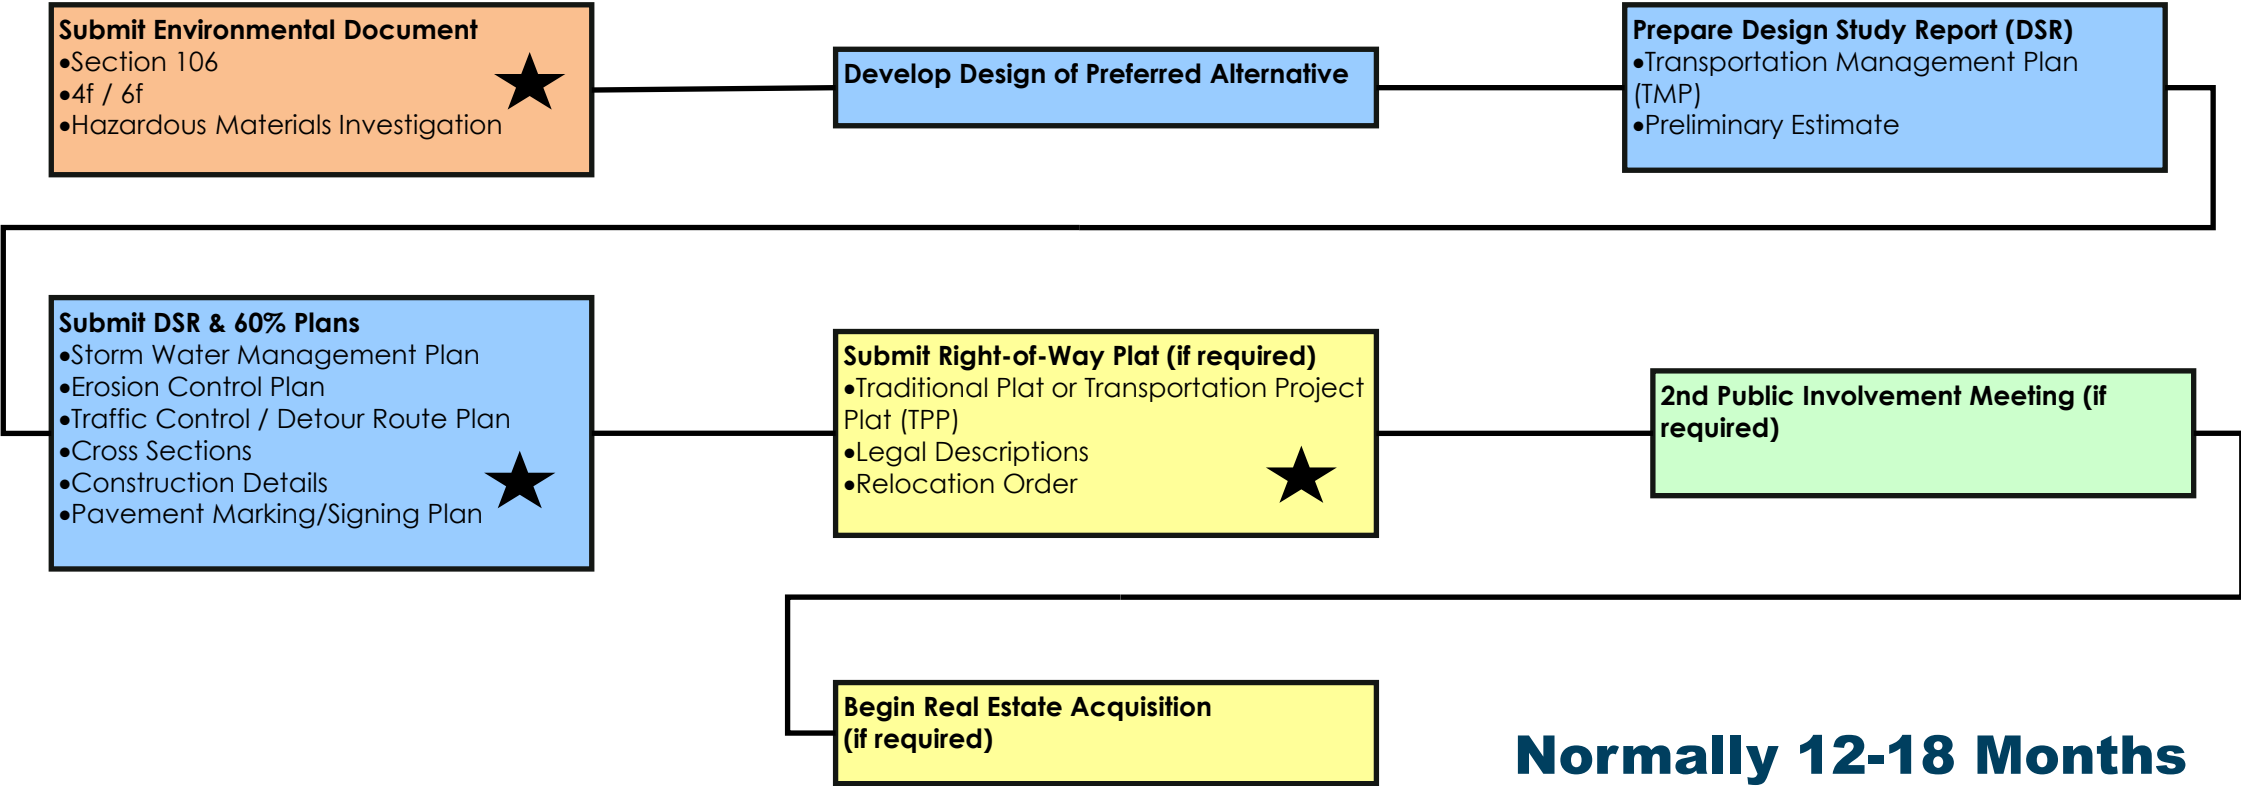 Submit Environmental Document
•Section 106
•4f / 6f
•Hazardous Materials Investigation
Develop Design of Preferred Alternative
Prepare Design Study Report (DSR)
•Transportation Management Plan
(TMP)
•Preliminary Estimate
Submit DSR & 60% Plans
•Storm Water Management Plan
•Erosion Control Plan
•Traffic Control / Detour Route Plan
•Cross Sections
•Construction Details
•Pavement Marking/Signing Plan
Submit Right-of-Way Plat (if required)
•Traditional Plat or Transportation Project
Plat (TPP)
•Legal Descriptions
•Relocation Order
2nd Public Involvement Meeting (if
required)
Begin Real Estate Acquisition
(if required)
Normally 12-18 Months